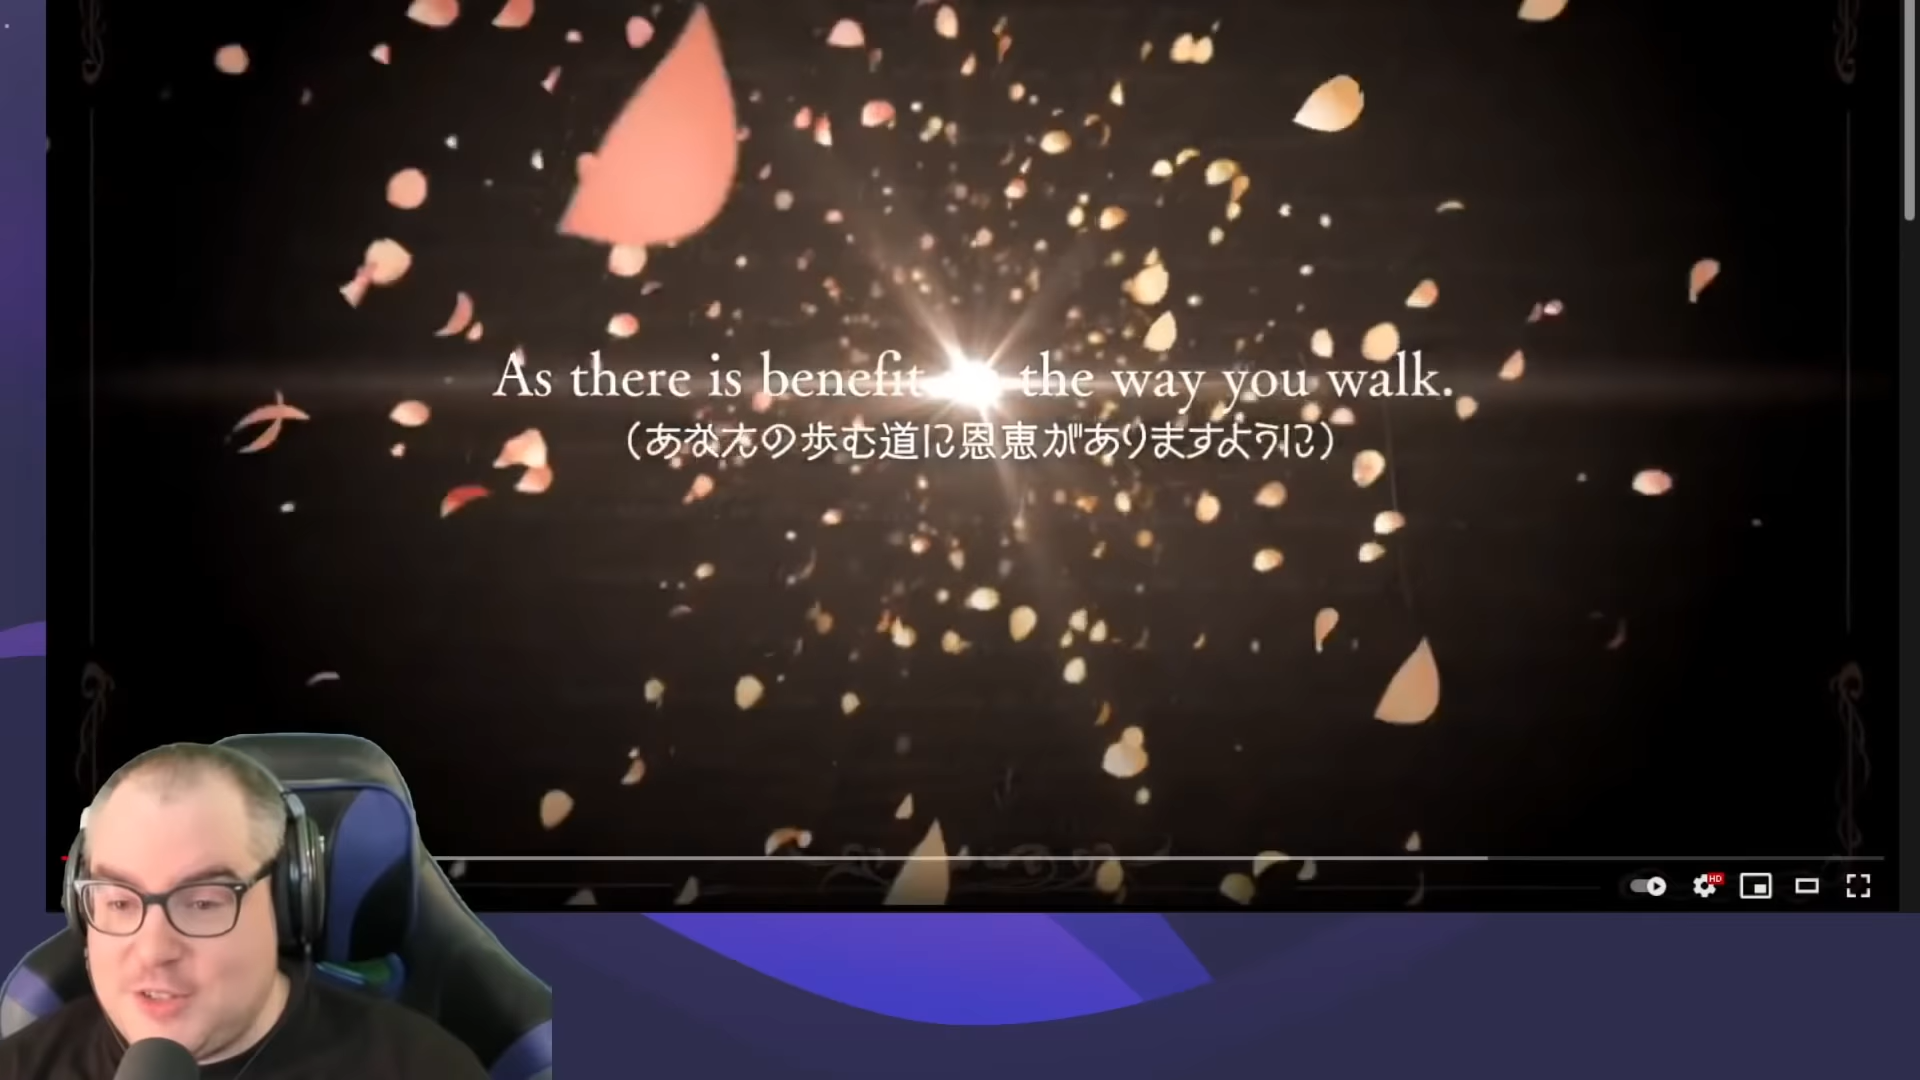 As there is benefit the way you walk.
(あなたの歩む道に恩恵がありますように)
HD